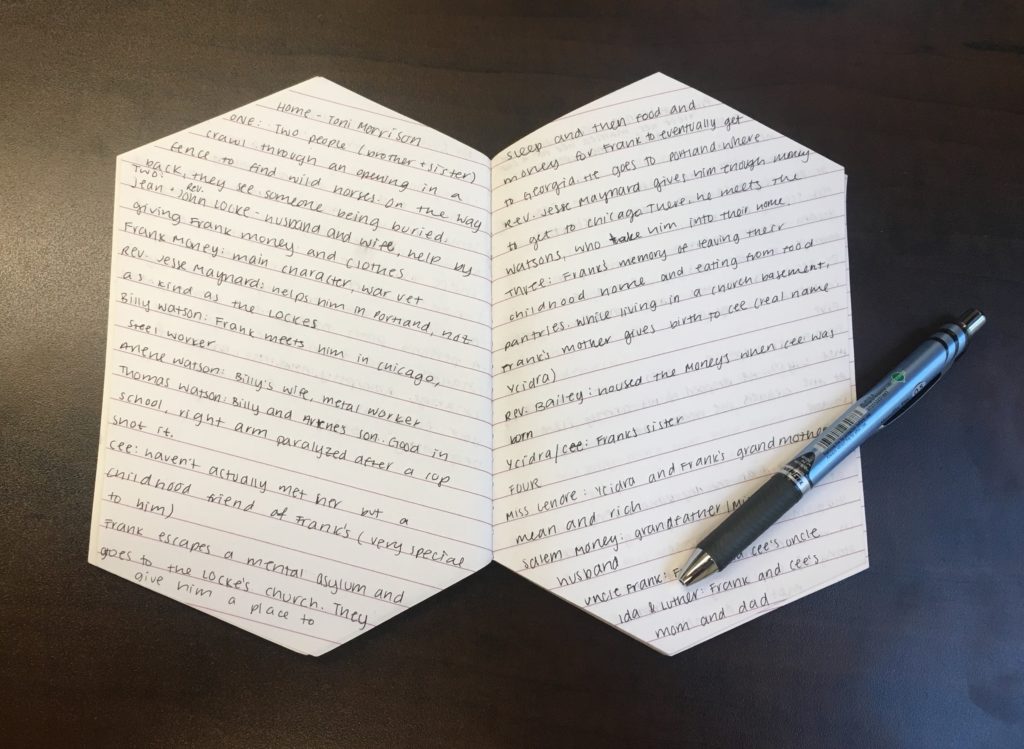 Home - Toni Morrison
ONE: Two people (brother + sister)
crawl through an opening in a
fence to find wild horses. On the way
back, they see someone being buried.
TWO:
Jean + Rev. John Locke - husband and wife, help by
giving Frank money and clothes
Frank Money: main character, war vet
Rev. Jesse Maynard: helps him in Portland, not
as kind as the Lockes
Billy Watson: Frank meets him in Chicago,
steel worker
Arlene Watson: Billy's wife, metal worker
Thomas Watson: Billy and Arlenes son. Good in
school, right arm paralyzed after a cop
shot it.
Cee: haven't actually met her but a
childhood friend of Frank's (very special
to him)
Frank escapes a mental asylum and
goes to the Locke's church. They
give him a place to
sleep and then food and
money for Frank to eventually get
to Georgia. He goes to Portland where
Rev. Jesse Maynard gives him enough money
to get to Chicago. There, he meets the
Watsons, who take him into their home.
Three: Frank's memory of leaving their
childhood home and eating from food
pantries. While living in a church basement,
Frank's mother gives birth to Cee (real name
Ycidra)
Rev. Bailey: housed the Moneys when Cee was
born
Ycidra/Cee: Frank's sister
FOUR
Miss Lenore: Ycidra and Frank's grandmother
mean and rich
Salem Money: grandfather
husband
Uncle Frank: Cee's uncle
Ida & Luther: Frank and Cee's
mom and dad